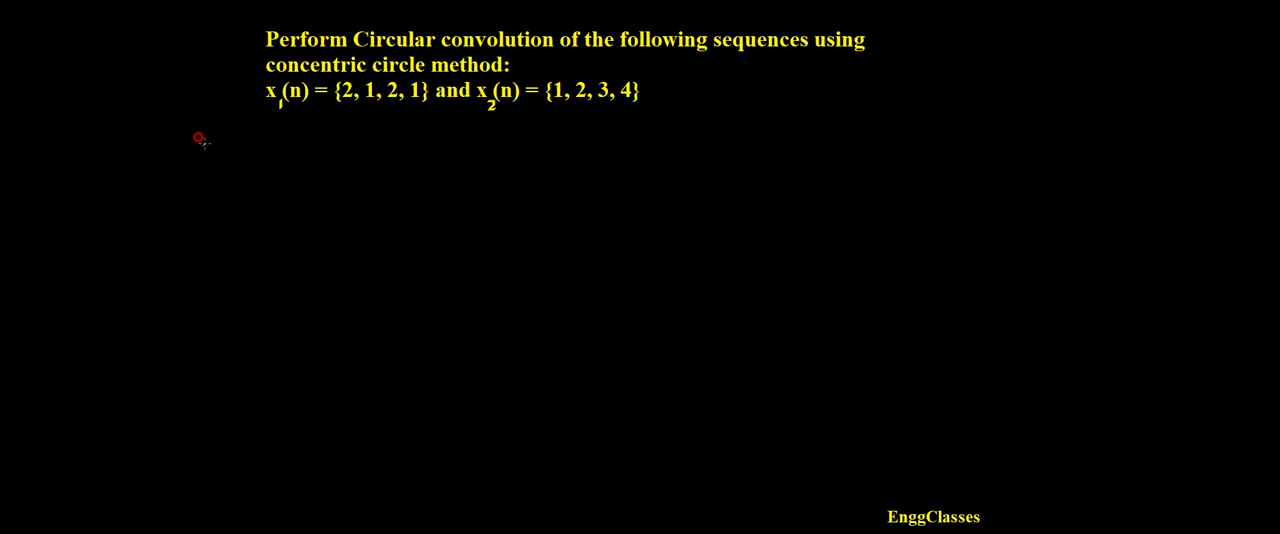 Perform Circular convolution of the following sequences using
concentric circle method:
x₁(n) = {2, 1, 2, 1} and x₂(n) = {1, 2, 3, 4}
EnggClasses